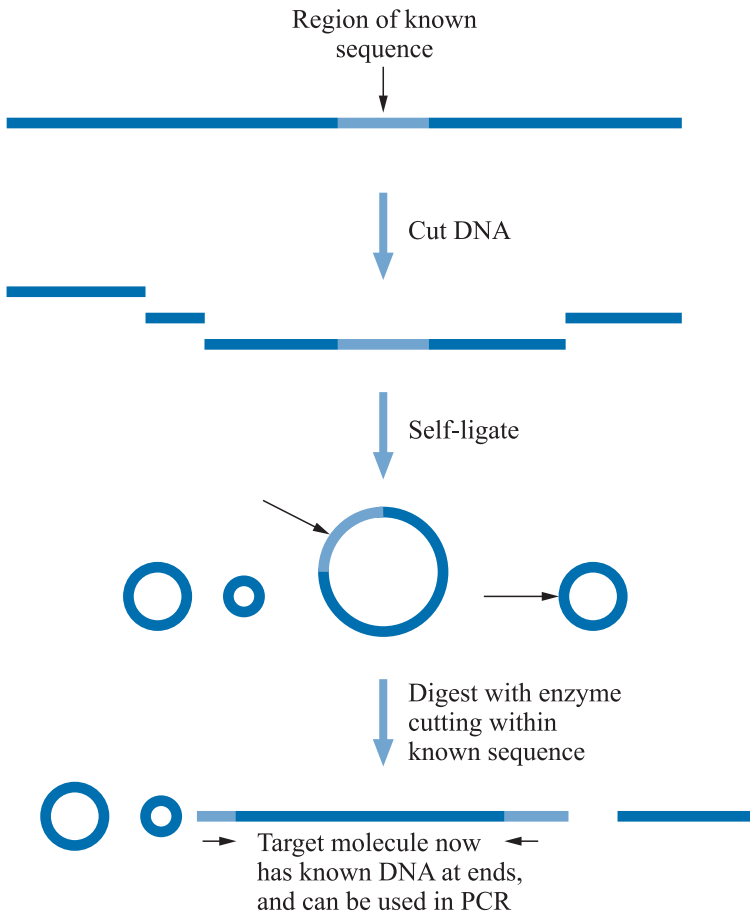 Region of known
sequence
Cut DNA
Self-ligate
Digest with enzyme
cutting within
known sequence
Target molecule now
has known DNA at ends,
and can be used in PCR